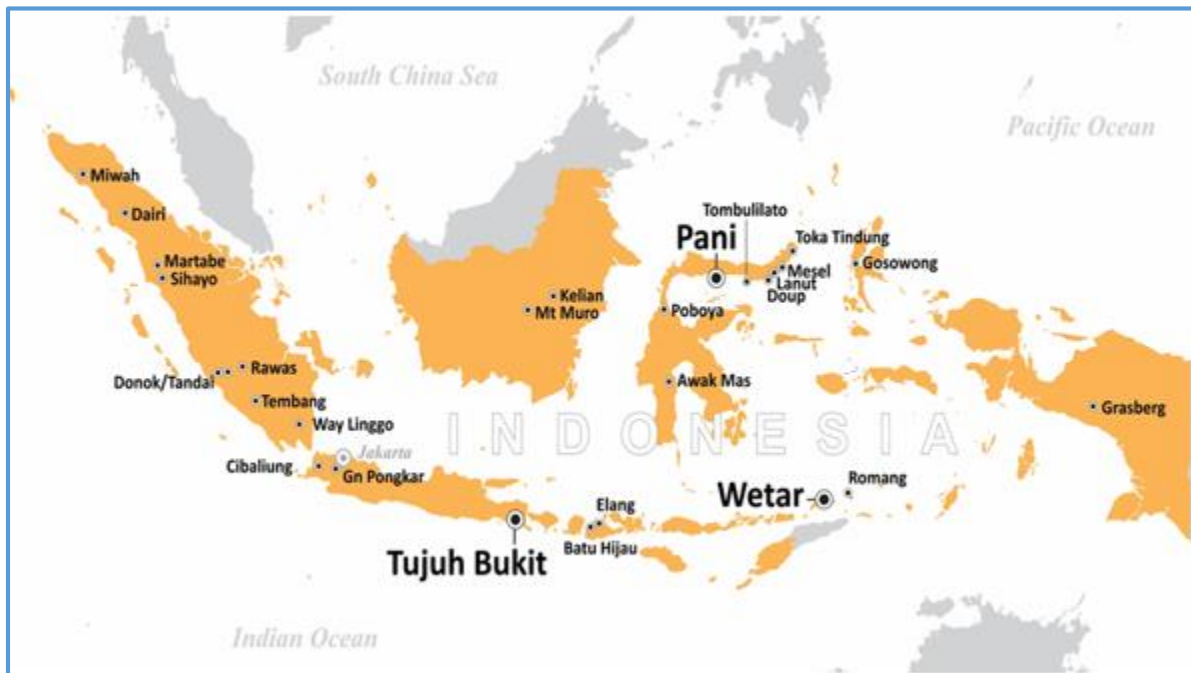 South China Sea
Pacific Ocean
Miwah
Dairi
Martabe
Sihayo
Tombulilato
Pani
Toka Tindung
Mesel
Lanut
Doup
Gosowong
Kelian
Mt Muro
Poboya
Donok/Tandai
Rawas
Tembang
Awak Mas
Way Linggo
Grasberg
INDONESIA
Jakarta
Cibaliung
Gn Pongkar
Wetar
Romang
Elang
Batu Hijau
Tujuh Bukit
Indian Ocean